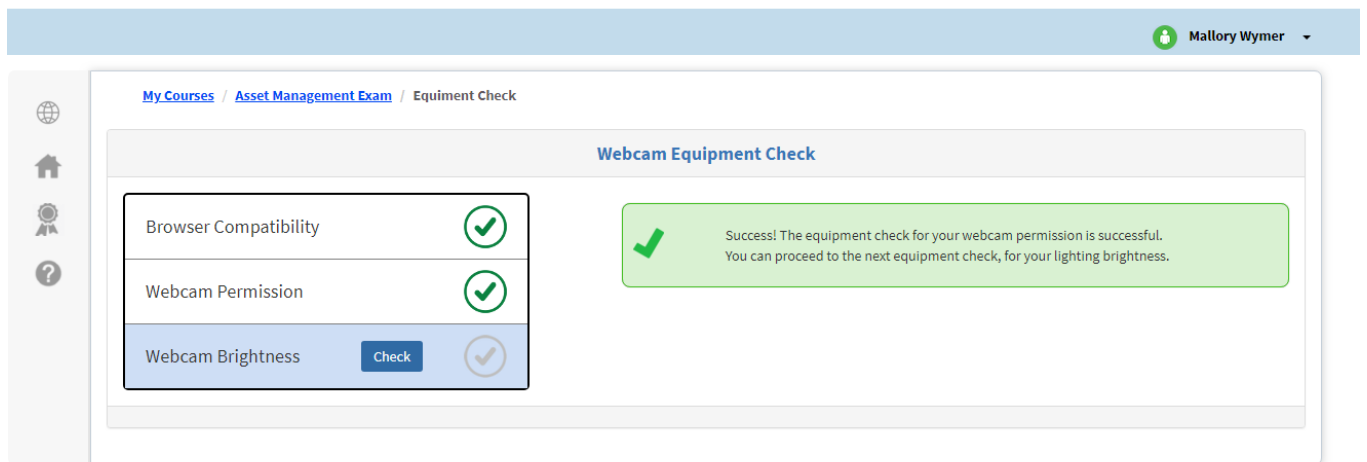 Mallory Wymer
My Courses / Asset Management Exam / Equiment Check
Webcam Equipment Check
Browser Compatibility
Webcam Permission
Webcam Brightness Check
Success! The equipment check for your webcam permission is successful.
You can proceed to the next equipment check, for your lighting brightness.